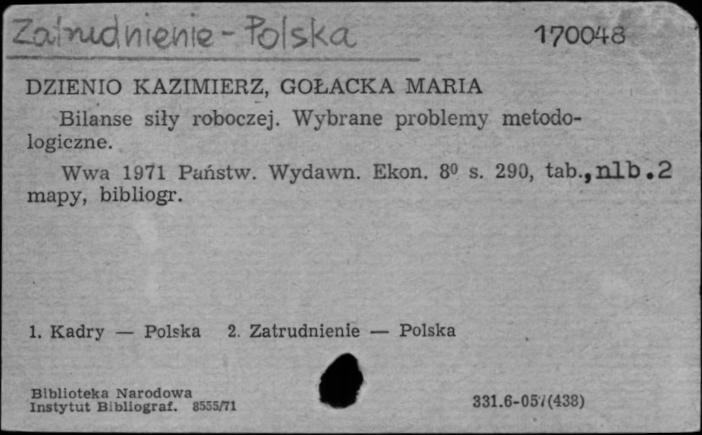 Zatrudnienie - Polska 170048
DZIENIO KAZIMIERZ, GOŁACKA MARIA
Bilanse siły roboczej. Wybrane problemy metodo-
logiczne.
Wwa 1971 Państw. Wydawn. Ekon. 8⁰ s. 290, tab., nlb.2
mapy, bibliogr.
1. Kadry — Polska 2. Zatrudnienie — Polska
Biblioteka Narodowa
Instytut Bibliograf. 8555/71 331.6-057(438)